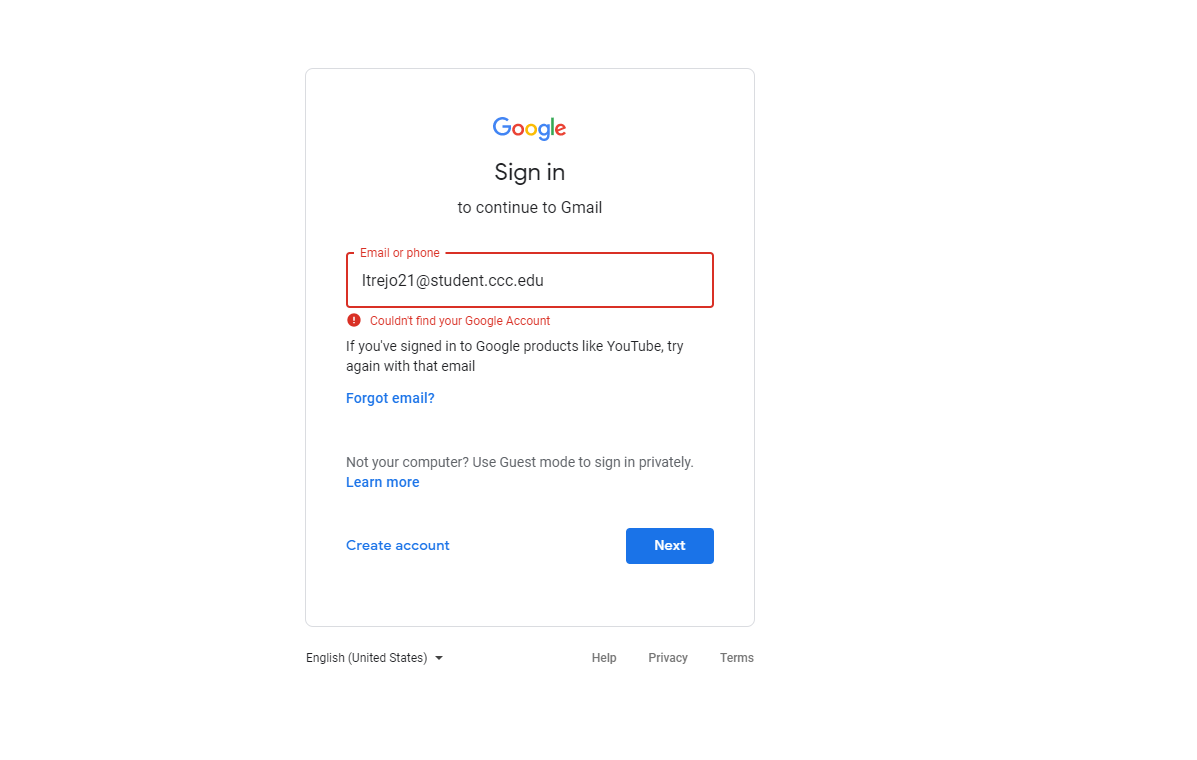 Google
Sign in
to continue to Gmail
Email or phone
ltrejo21@student.ccc.edu
Couldn't find your Google Account
If you've signed in to Google products like YouTube, try
again with that email
Forgot email?
Not your computer? Use Guest mode to sign in privately.
Learn more
Create account
Next
English (United States)
Help
Privacy
Terms